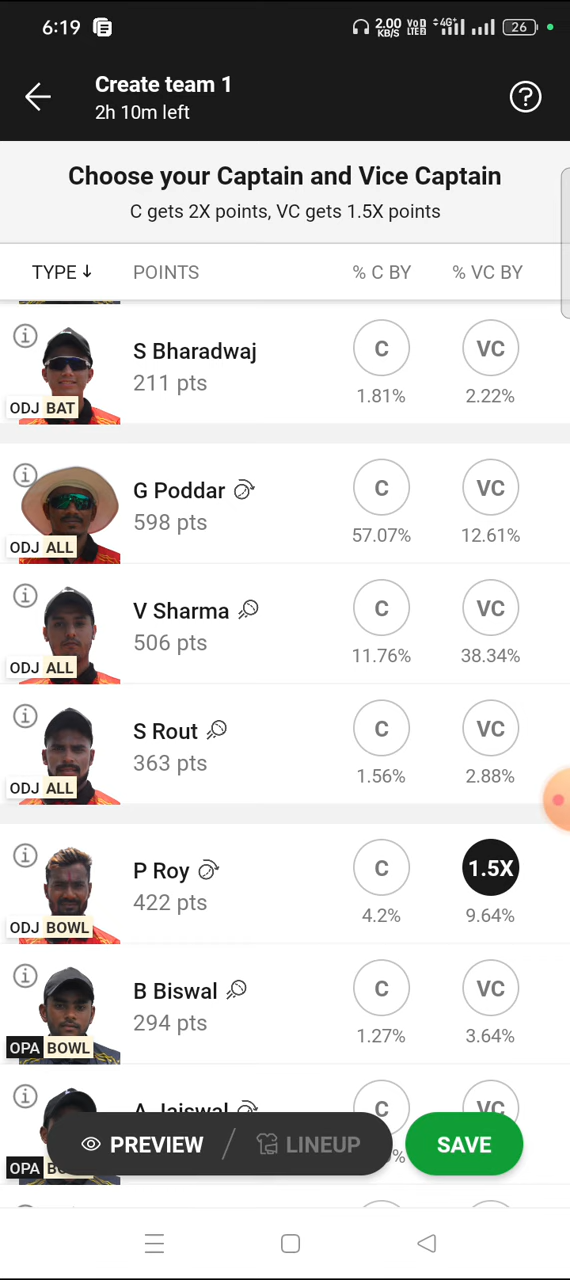 6:19
2.00 KB/S VoD LTE2 4G+ 26
Create team 1
2h 10m left
Choose your Captain and Vice Captain
C gets 2X points, VC gets 1.5X points
TYPE ↓ POINTS % C BY % VC BY
S Bharadwaj C VC
211 pts
ODJ BAT 1.81% 2.22%
G Poddar C VC
598 pts
ODJ ALL 57.07% 12.61%
V Sharma C VC
506 pts
ODJ ALL 11.76% 38.34%
S Rout C VC
363 pts
ODJ ALL 1.56% 2.88%
P Roy C 1.5X
422 pts
ODJ BOWL 4.2% 9.64%
B Biswal C VC
294 pts
OPA BOWL 1.27% 3.64%
A Jaiswal C VC
PREVIEW / LINEUP SAVE
OPA %